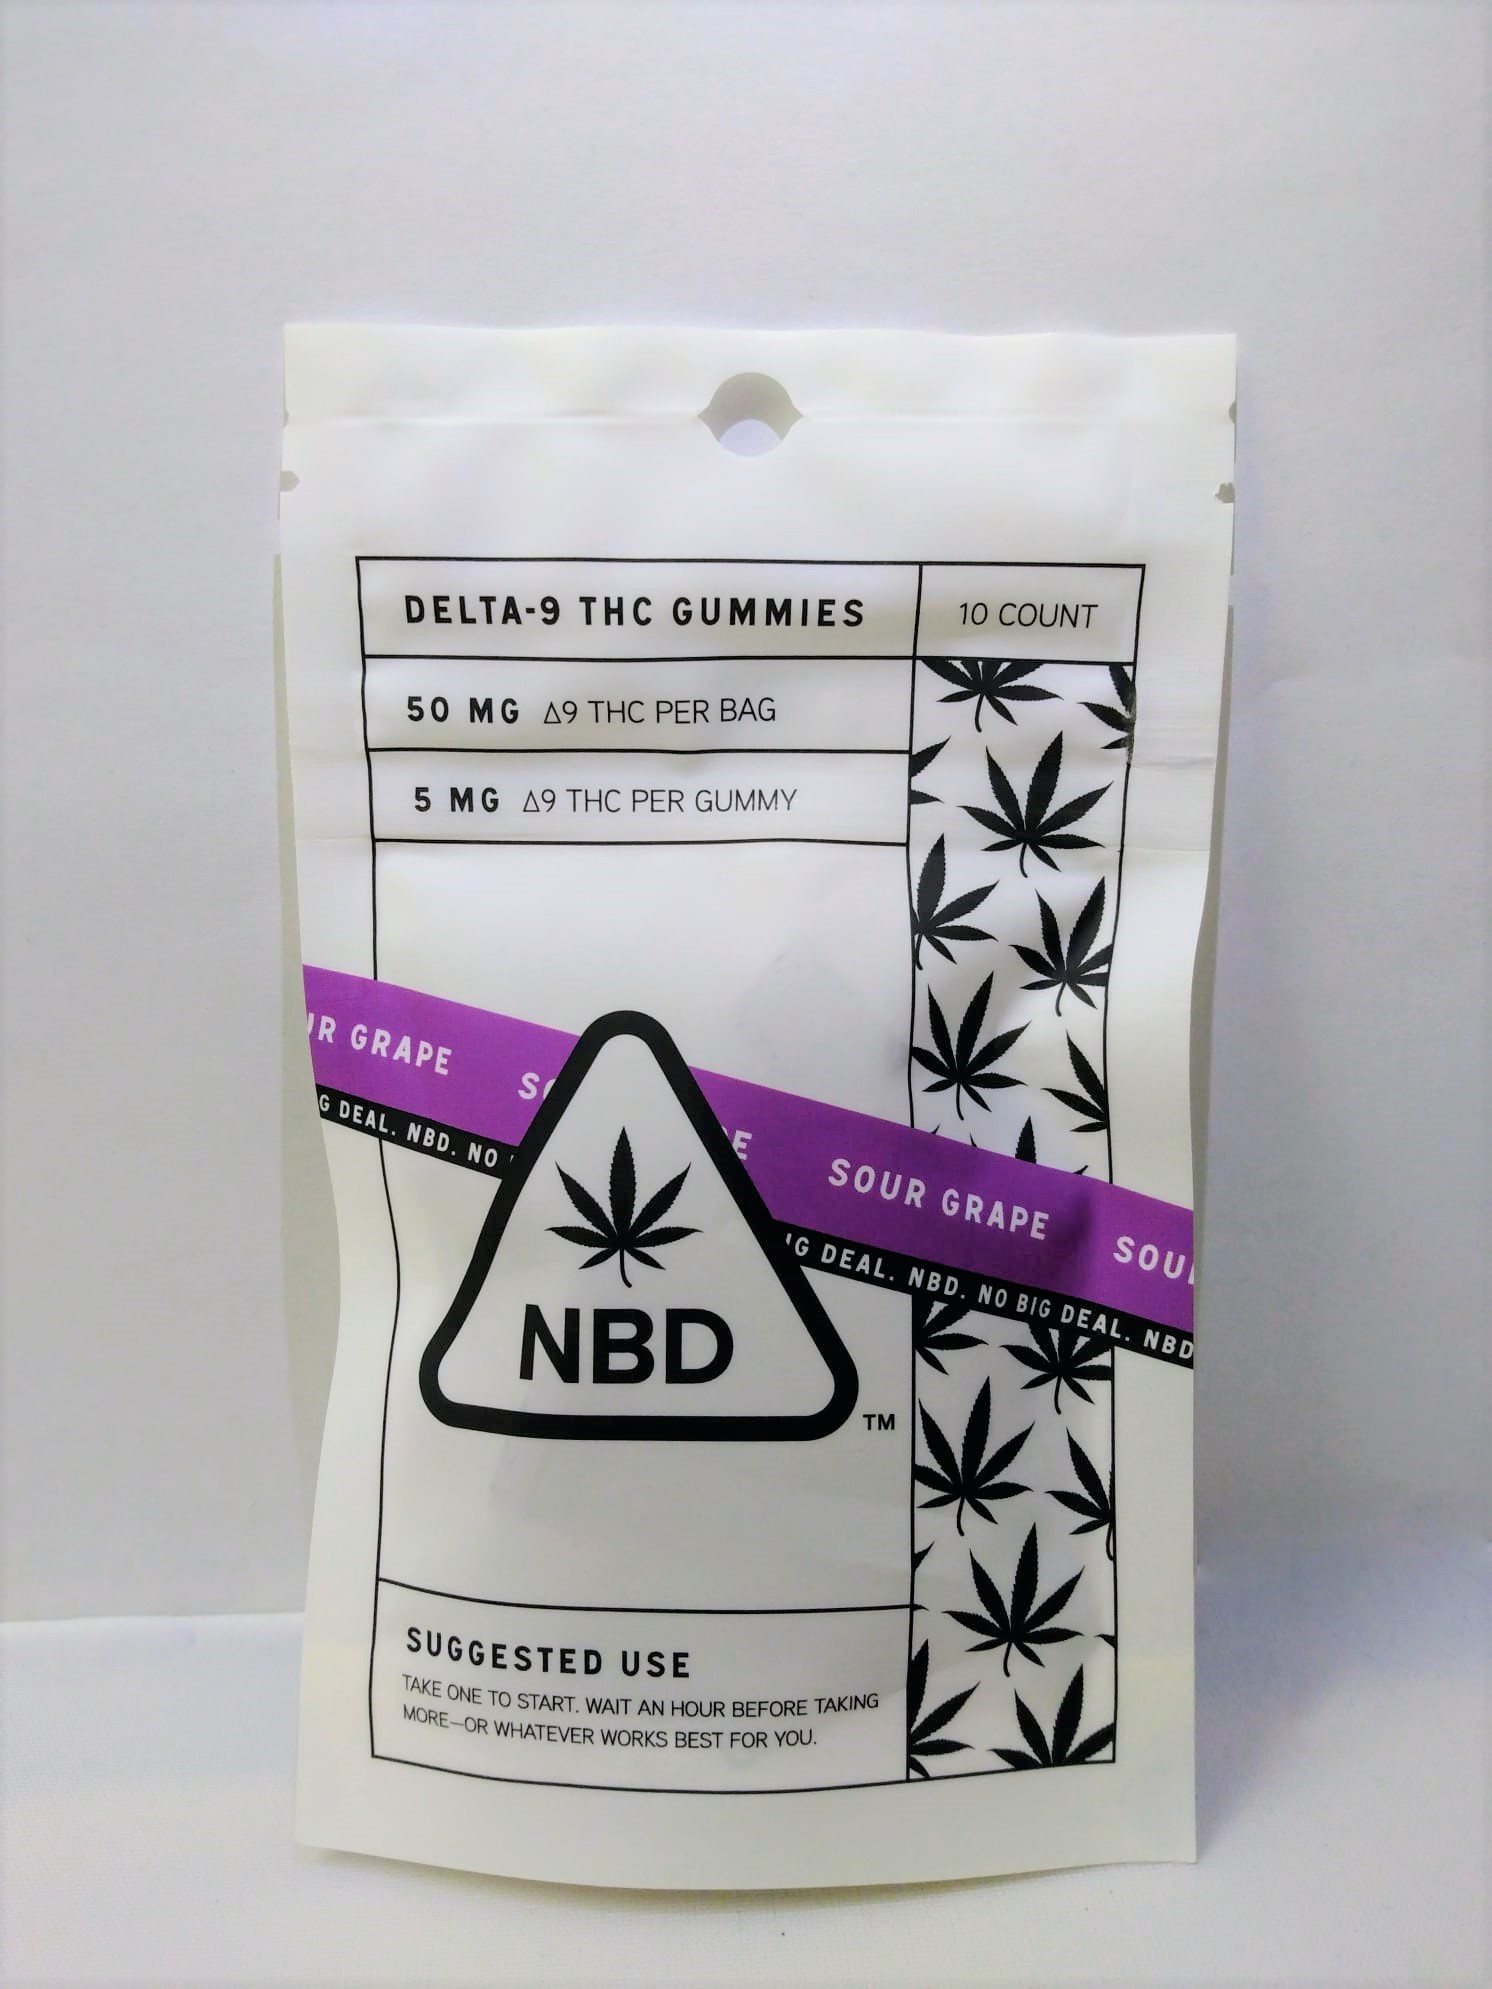 DELTA-9 THC GUMMIES
10 COUNT
50 MG Δ9 THC PER BAG
5 MG Δ9 THC PER GUMMY
GRAPE
SOUR GRAPE
DEAL. NBD. NO
DEAL. NBD. NO BIG DEAL. NBD
NBD
TM
SUGGESTED USE
TAKE ONE TO START. WAIT AN HOUR BEFORE TAKING
MORE—OR WHATEVER WORKS BEST FOR YOU.